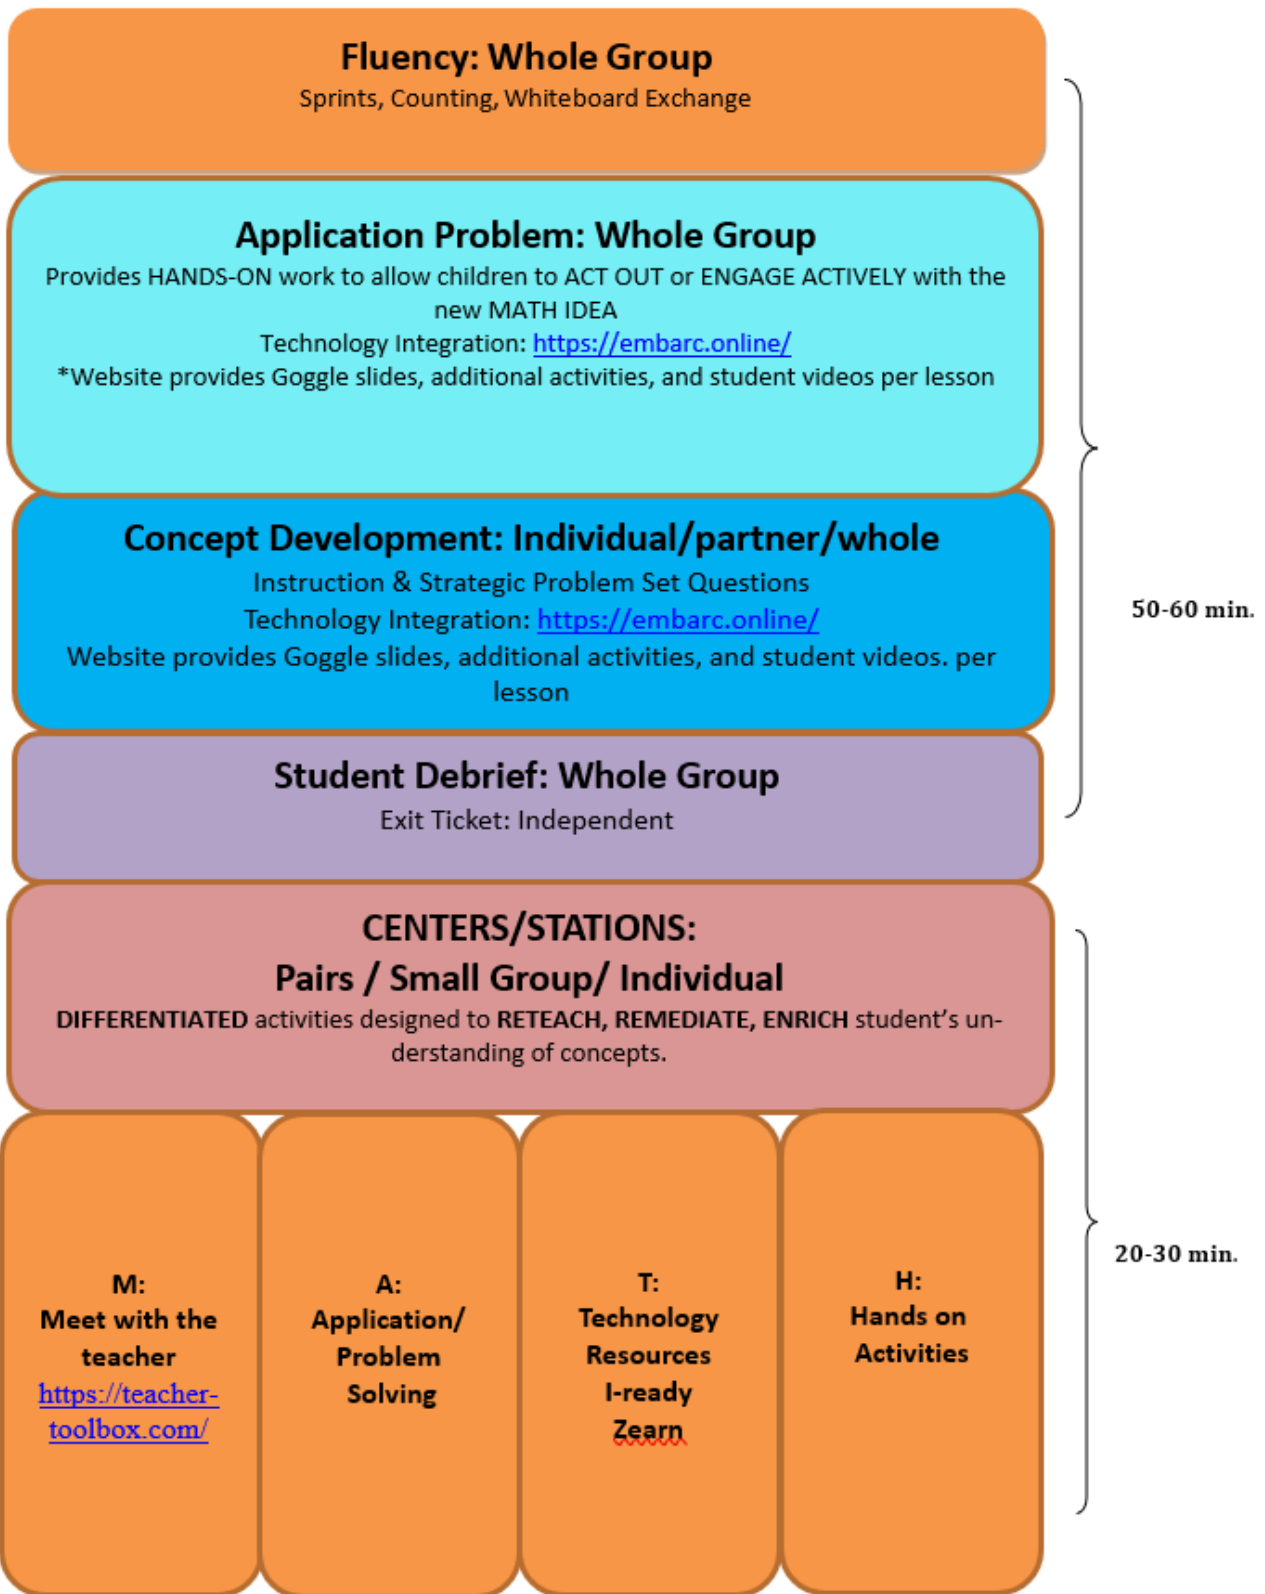 Fluency: Whole Group
Sprints, Counting, Whiteboard Exchange
Application Problem: Whole Group
Provides HANDS-ON work to allow children to ACT OUT or ENGAGE ACTIVELY with the
new MATH IDEA
Technology Integration: https://embarc.online/
*Website provides Goggle slides, additional activities, and student videos per lesson
Concept Development: Individual/partner/whole
Instruction & Strategic Problem Set Questions
Technology Integration: https://embarc.online/
Website provides Goggle slides, additional activities, and student videos. per
lesson
Student Debrief: Whole Group
Exit Ticket: Independent
50-60 min.
CENTERS/STATIONS:
Pairs / Small Group/ Individual
DIFFERENTIATED activities designed to RETEACH, REMEDIATE, ENRICH student’s un-
derstanding of concepts.
M:
Meet with the
teacher
https://teacher-
toolbox.com/
A:
Application/
Problem
Solving
T:
Technology
Resources
I-ready
Zearn
H:
Hands on
Activities
20-30 min.